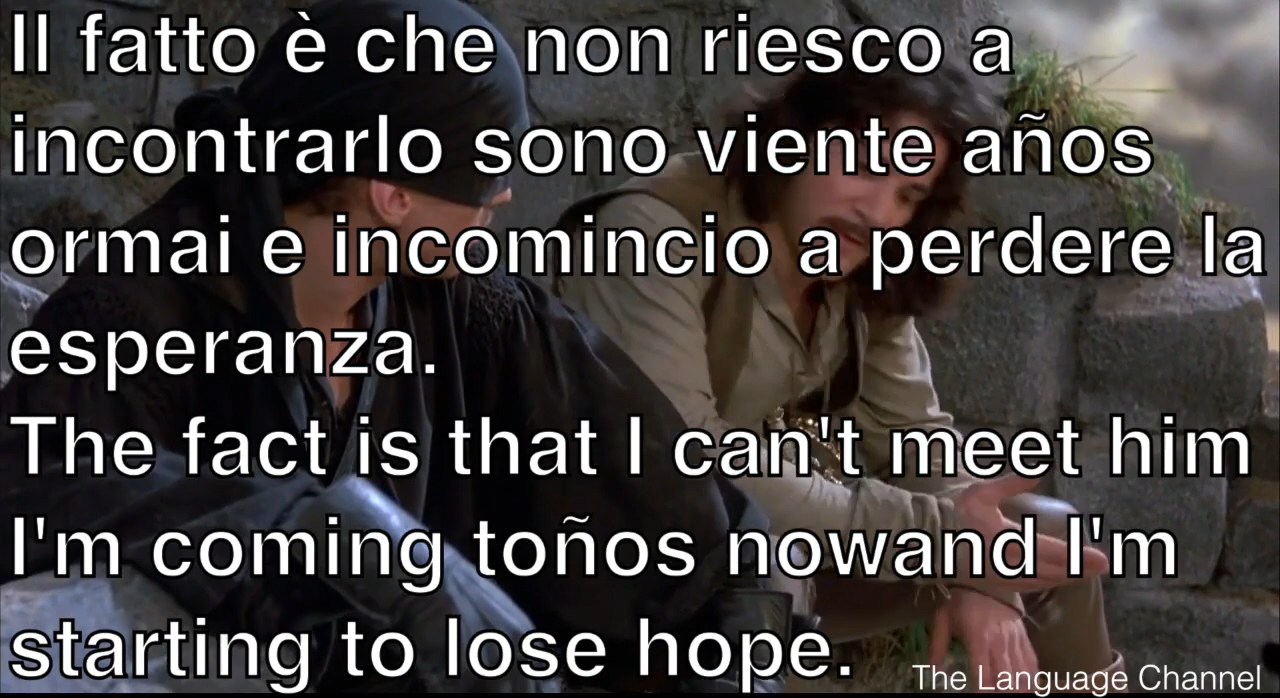 Il fatto è che non riesco a
incontrarlo sono viente años
ormai e incomincio a perdere la
esperanza.
The fact is that I can't meet him
I'm coming toños nowand I'm
starting to lose hope.
The Language Channel